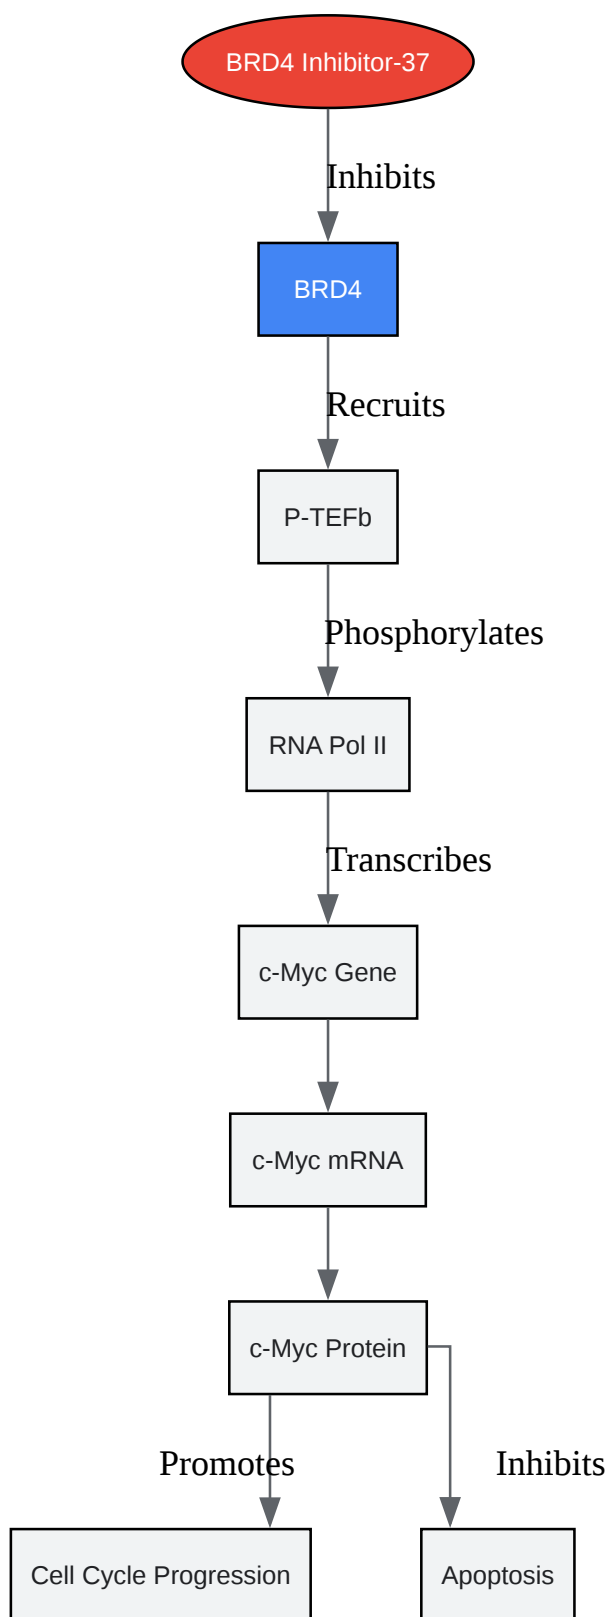 BRD4 Inhibitor-37
Inhibits
BRD4
Recruits
P-TEFb
Phosphorylates
RNA Pol II
Transcribes
c-Myc Gene
c-Myc mRNA
c-Myc Protein
Promotes
Inhibits
Cell Cycle Progression
Apoptosis